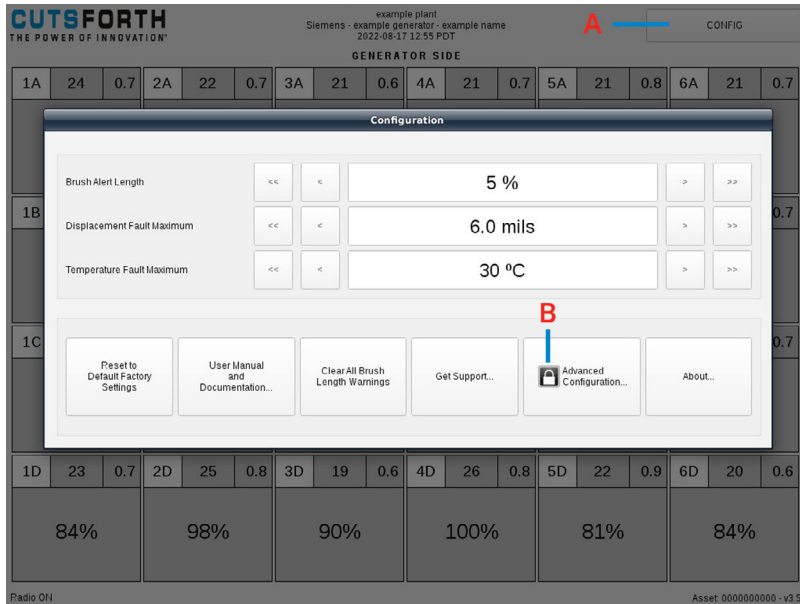 CUTSFORTH
THE POWER OF INNOVATION®
example plant
Siemens - example generator - example name
2022-08-17 12:55 PDT
A
CONFIG
GENERATOR SIDE
1A 24 0.7 2A 22 0.7 3A 21 0.6 4A 21 0.7 5A 21 0.8 6A 21 0.7
Configuration
Brush Alert Length << < 5 % > >>
1B 0.7
Displacement Fault Maximum << < 6.0 mils > >>
Temperature Fault Maximum << < 30 ºC > >>
B
1C 0.7
Reset to
Default Factory
Settings
User Manual
and
Documentation...
Clear All Brush
Length Warnings
Get Support...
Advanced
Configuration...
About...
1D 23 0.7 2D 25 0.8 3D 19 0.6 4D 26 0.8 5D 22 0.9 6D 20 0.6
84% 98% 90% 100% 81% 84%
Radio ON
Asset: 0000000000 - v3.5